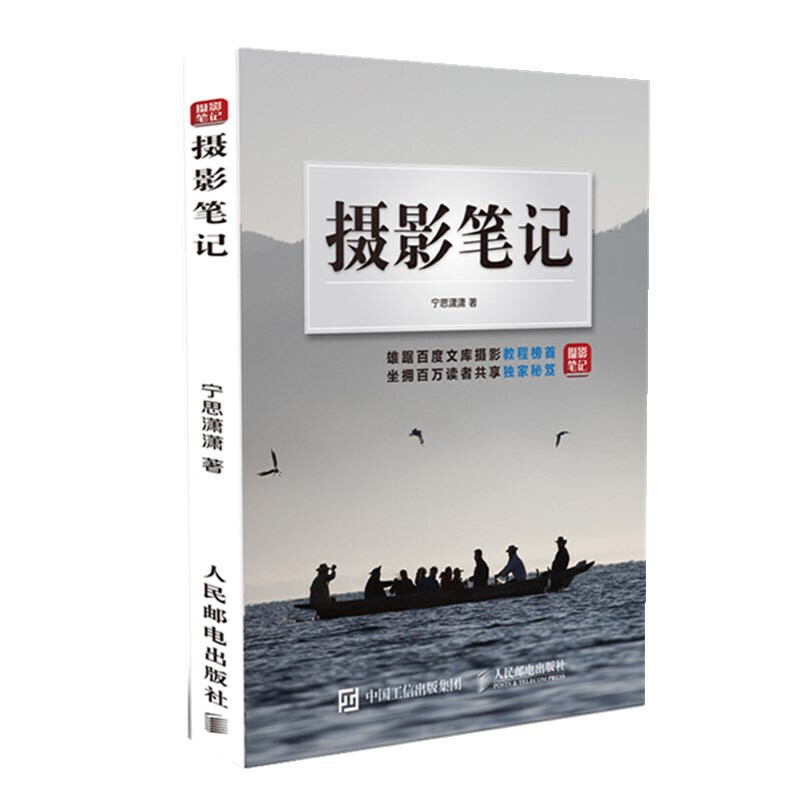 摄影
笔记
摄影笔记
宁思潇潇 著
人民邮电出版社
摄影笔记
宁思潇潇 著
雄踞百度文库摄影教程榜首
坐拥百万读者共享独家秘笈
摄影
笔记
中国工信出版集团
人民邮电出版社
POSTS & TELECOM PRESS